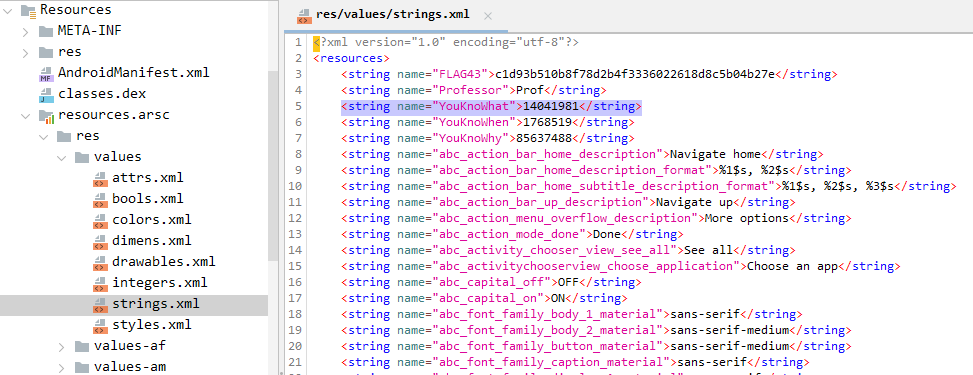 Resources
META-INF
res
AndroidManifest.xml
classes.dex
resources.arsc
res
values
attrs.xml
bools.xml
colors.xml
dimens.xml
drawables.xml
integers.xml
strings.xml
styles.xml
values-af
values-am
res/values/strings.xml
1 <?xml version="1.0" encoding="utf-8"?>
2 <resources>
3 <string name="FLAG43">c1d93b510b8f78d2b4f3336022618d8c5b04b27e</string>
4 <string name="Professor">Prof</string>
5 <string name="YouKnoWhat">14041981</string>
6 <string name="YouKnoWhen">1768519</string>
7 <string name="YouKnoWhy">85637488</string>
8 <string name="abc_action_bar_home_description">Navigate home</string>
9 <string name="abc_action_bar_home_description_format">%1$s, %2$s</string>
10 <string name="abc_action_bar_home_subtitle_description_format">%1$s, %2$s, %3$s</string>
11 <string name="abc_action_bar_up_description">Navigate up</string>
12 <string name="abc_action_menu_overflow_description">More options</string>
13 <string name="abc_action_mode_done">Done</string>
14 <string name="abc_activity_chooser_view_see_all">See all</string>
15 <string name="abc_activitychooserview_choose_application">Choose an app</string>
16 <string name="abc_capital_off">OFF</string>
17 <string name="abc_capital_on">ON</string>
18 <string name="abc_font_family_body_1_material">sans-serif</string>
19 <string name="abc_font_family_body_2_material">sans-serif-medium</string>
20 <string name="abc_font_family_button_material">sans-serif-medium</string>
21 <string name="abc_font_family_caption_material">sans-serif</string>